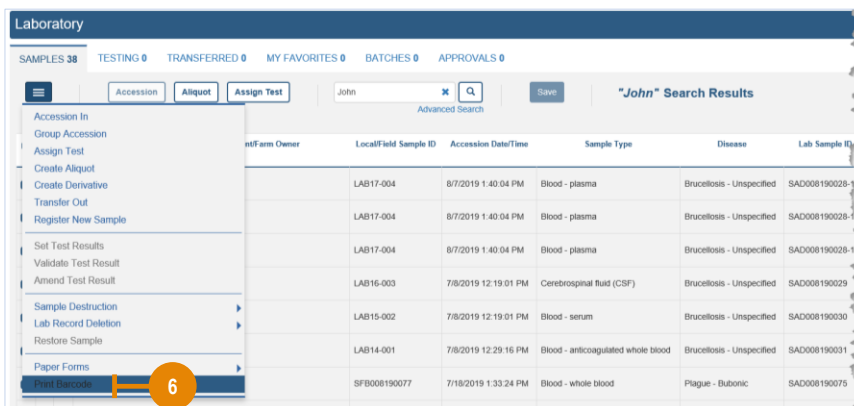 Laboratory
SAMPLES 38 TESTING 0 TRANSFERRED 0 MY FAVORITES 0 BATCHES 0 APPROVALS 0
Accession Aliquot Assign Test John Save "John" Search Results
Advanced Search
Accession In
Group Accession
Assign Test
Create Aliquot
Create Derivative
Transfer Out
Register New Sample
Set Test Results
Validate Test Result
Amend Test Result
Sample Destruction
Lab Record Deletion
Restore Sample
Paper Forms
Print Barcode
6
nt/Farm Owner Local/Field Sample ID Accession Date/Time Sample Type Disease Lab Sample ID
LAB17-004 8/7/2019 1:40:04 PM Blood - plasma Brucellosis - Unspecified SAD008190028-1
LAB17-004 8/7/2019 1:40:04 PM Blood - plasma Brucellosis - Unspecified SAD008190028-1
LAB17-004 8/7/2019 1:40:04 PM Blood - plasma Brucellosis - Unspecified SAD008190028-1
LAB16-003 7/8/2019 12:19:01 PM Cerebrospinal fluid (CSF) Brucellosis - Unspecified SAD008190029
LAB15-002 7/8/2019 12:19:01 PM Blood - serum Brucellosis - Unspecified SAD008190030
LAB14-001 7/8/2019 12:29:16 PM Blood - anticoagulated whole blood Brucellosis - Unspecified SAD008190031
SFB008190077 7/18/2019 1:33:24 PM Blood - whole blood Plague - Bubonic SAD008190075